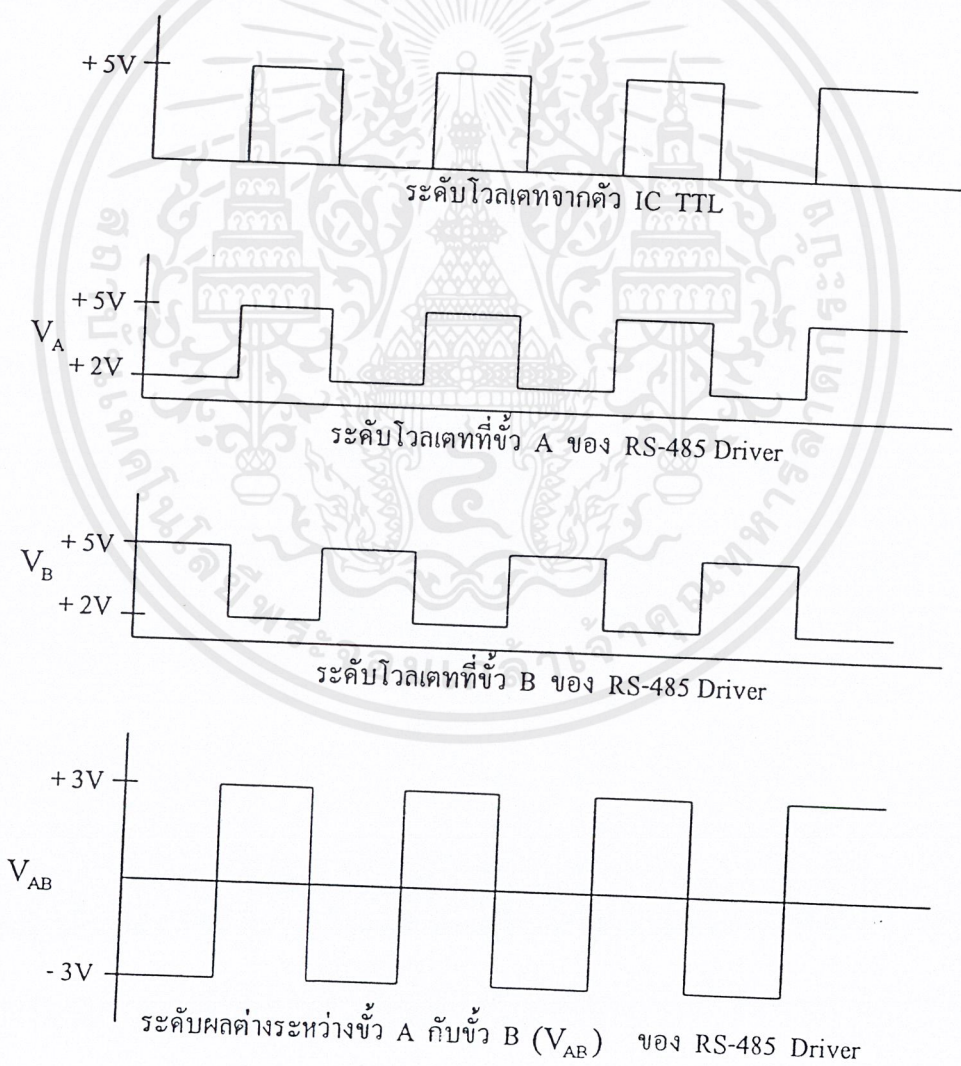 +5V
ระดับโวลเตทจากตัว IC TTL
+5V
V_A
+2V
ระดับโวลเตทที่ขั้ว A ของ RS-485 Driver
+5V
V_B
+2V
ระดับโวลเตทที่ขั้ว B ของ RS-485 Driver
+3V
V_AB
-3V
ระดับผลต่างระหว่างขั้ว A กับขั้ว B (V_AB) ของ RS-485 Driver